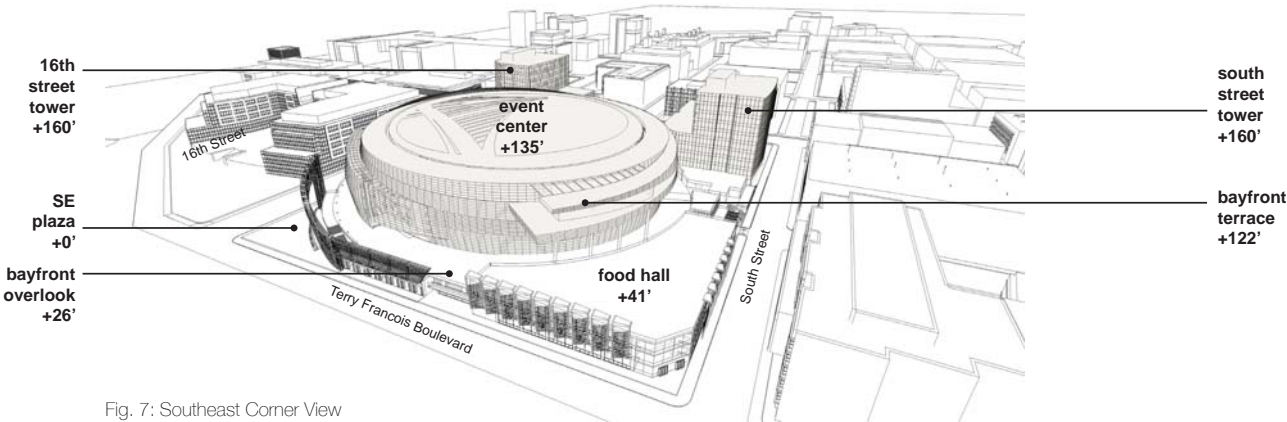 16th
street
tower
+160'
SE
plaza
+0'
bayfront
overlook
+26'
16th Street
event
center
+135'
food hall
+41'
Terry Francois Boulevard
South Street
south
street
tower
+160'
bayfront
terrace
+122'
Fig. 7: Southeast Corner View